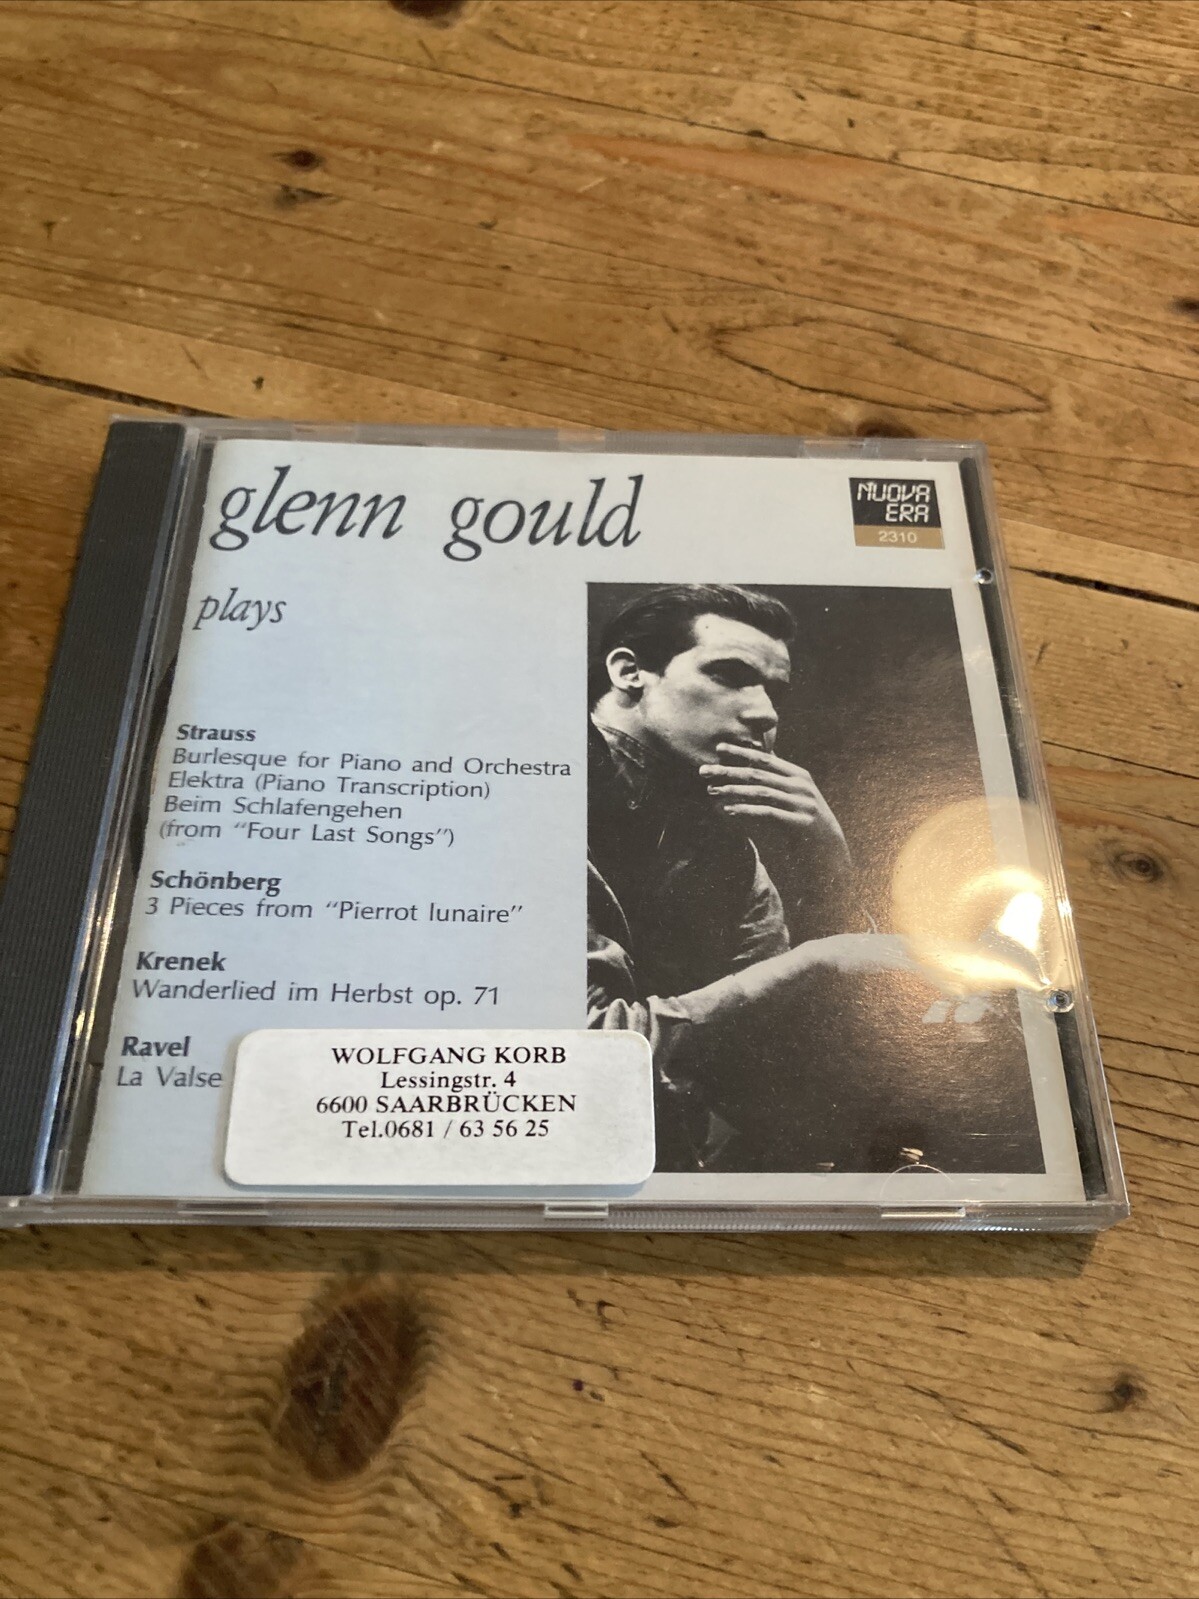 glenn gould
NUOVA
ERA
2310
plays
Strauss
Burlesque for Piano and Orchestra
Elektra (Piano Transcription)
Beim Schlafengehen
(from “Four Last Songs”)
Schönberg
3 Pieces from “Pierrot lunaire”
Krenek
Wanderlied im Herbst op. 71
Ravel
La Valse
WOLFGANG KORB
Lessingstr. 4
6600 SAARBRÜCKEN
Tel.0681 / 63 56 25